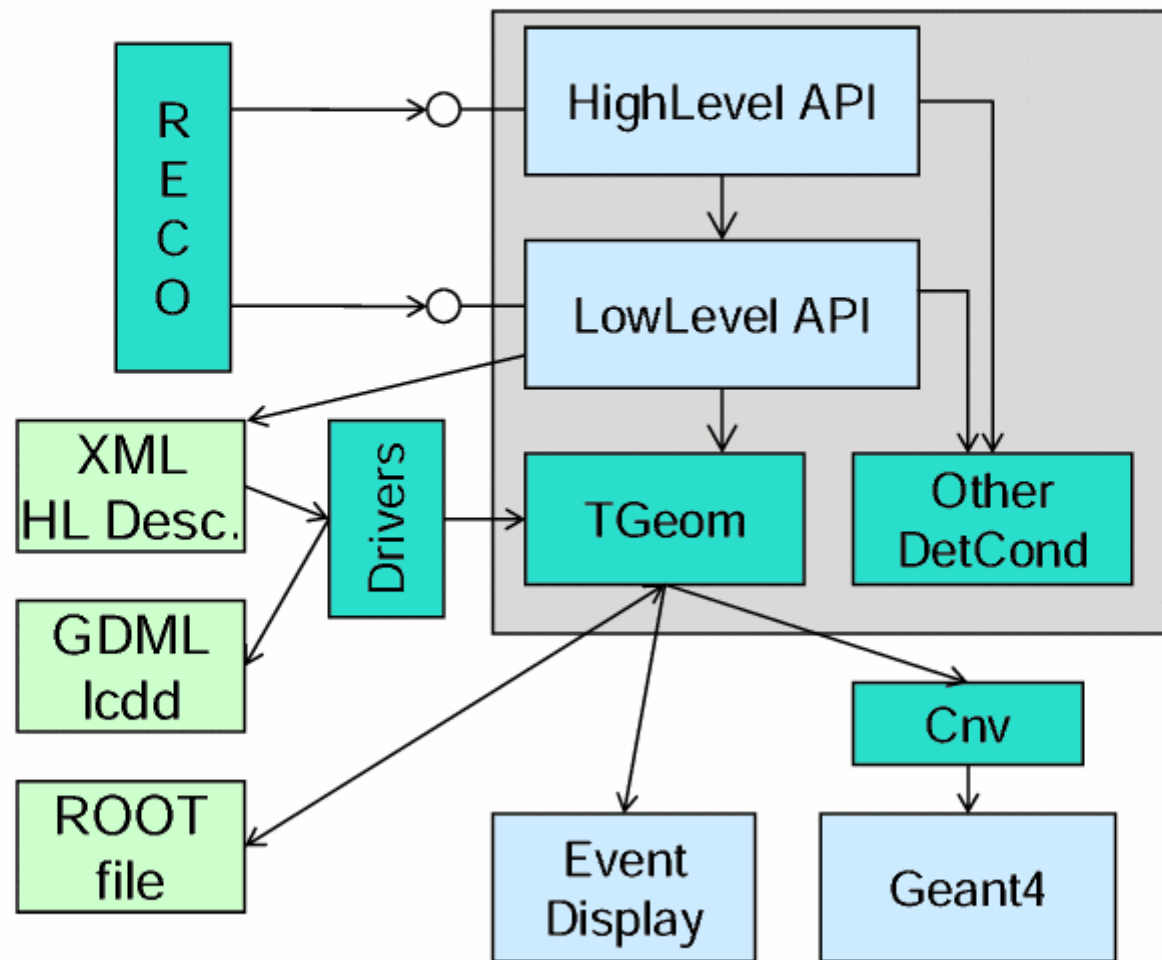 R
E
C
O
HighLevel API
LowLevel API
XML
HL Desc.
Drivers
TGeom
Other
DetCond
GDML
lcdd
Cnv
ROOT
file
Event
Display
Geant4